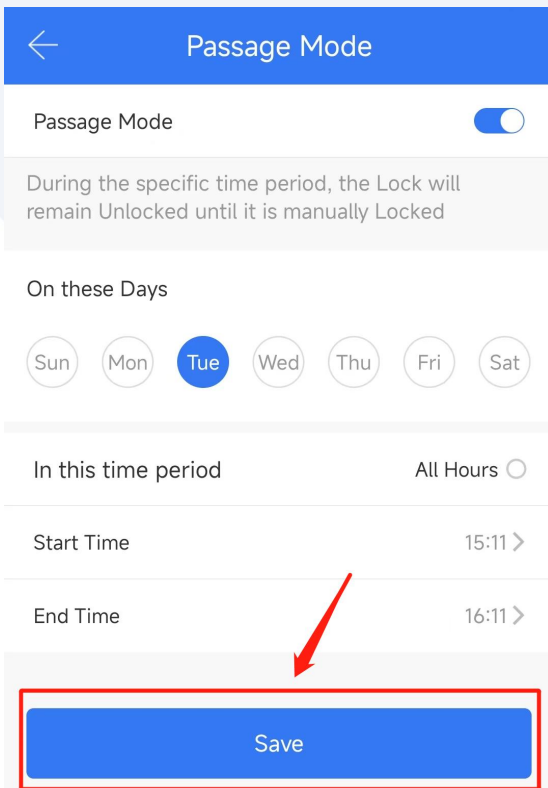 Passage Mode
Passage Mode
During the specific time period, the Lock will
remain Unlocked until it is manually Locked
On these Days
Sun Mon Tue Wed Thu Fri Sat
In this time period All Hours
Start Time 15:11
End Time 16:11
Save